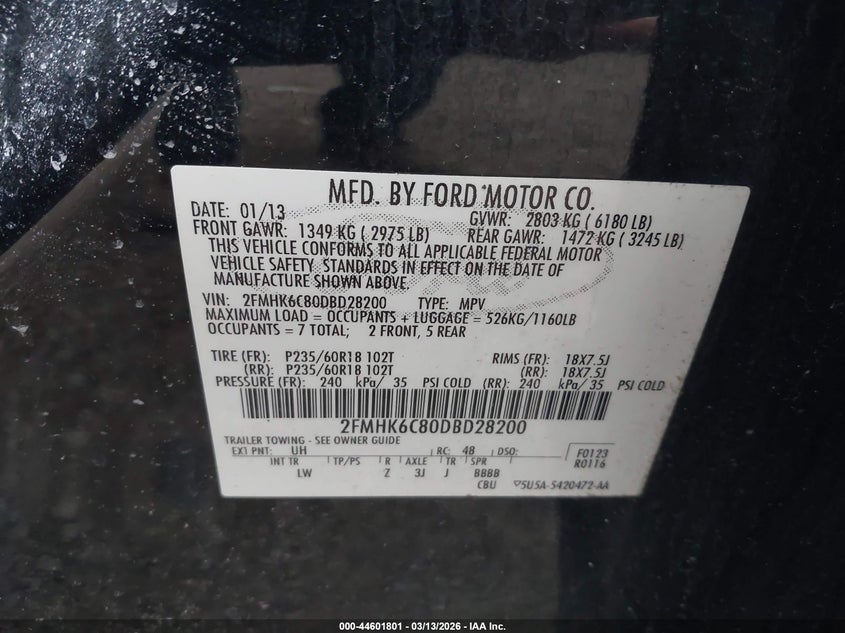 MFD. BY FORD MOTOR CO.
DATE: 01/13 GVWR: 2803 KG ( 6180 LB)
FRONT GAWR: 1349 KG ( 2975 LB) REAR GAWR: 1472 KG ( 3245 LB)
THIS VEHICLE CONFORMS TO ALL APPLICABLE FEDERAL MOTOR
VEHICLE SAFETY STANDARDS IN EFFECT ON THE DATE OF
MANUFACTURE SHOWN ABOVE.
VIN: 2FMHK6C80DBD28200 TYPE: MPV
MAXIMUM LOAD = OCCUPANTS + LUGGAGE = 526KG/1160LB
OCCUPANTS = 7 TOTAL; 2 FRONT, 5 REAR
TIRE (FR): P235/60R18 102T RIMS (FR): 18X7.5J
(RR): P235/60R18 102T (RR): 18X7.5J
PRESSURE (FR): 240 kPa/ 35 PSI COLD (RR): 240 kPa/ 35 PSI COLD
2FMHK6C80DBD28200
TRAILER TOWING - SEE OWNER GUIDE
EXT PNT: UH RC: 48 DSO: F0123
INT TR TP/PS R AXLE TR SPR R0116
LW Z 3J J BBBB
CBU 5U5A-5420472-AA
000-44601801 - 03/13/2026 - IAA Inc.